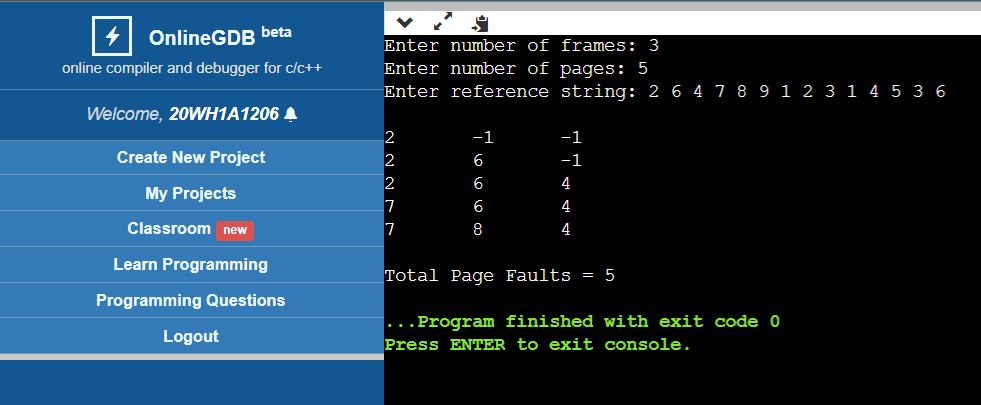 OnlineGDB beta
online compiler and debugger for c/c++
Welcome, 20WH1A1206
Create New Project
My Projects
Classroom new
Learn Programming
Programming Questions
Logout
Enter number of frames: 3
Enter number of pages: 5
Enter reference string: 2 6 4 7 8 9 1 2 3 1 4 5 3 6
2 -1 -1
2 6 -1
2 6 4
7 6 4
7 8 4
Total Page Faults = 5
...Program finished with exit code 0
Press ENTER to exit console.